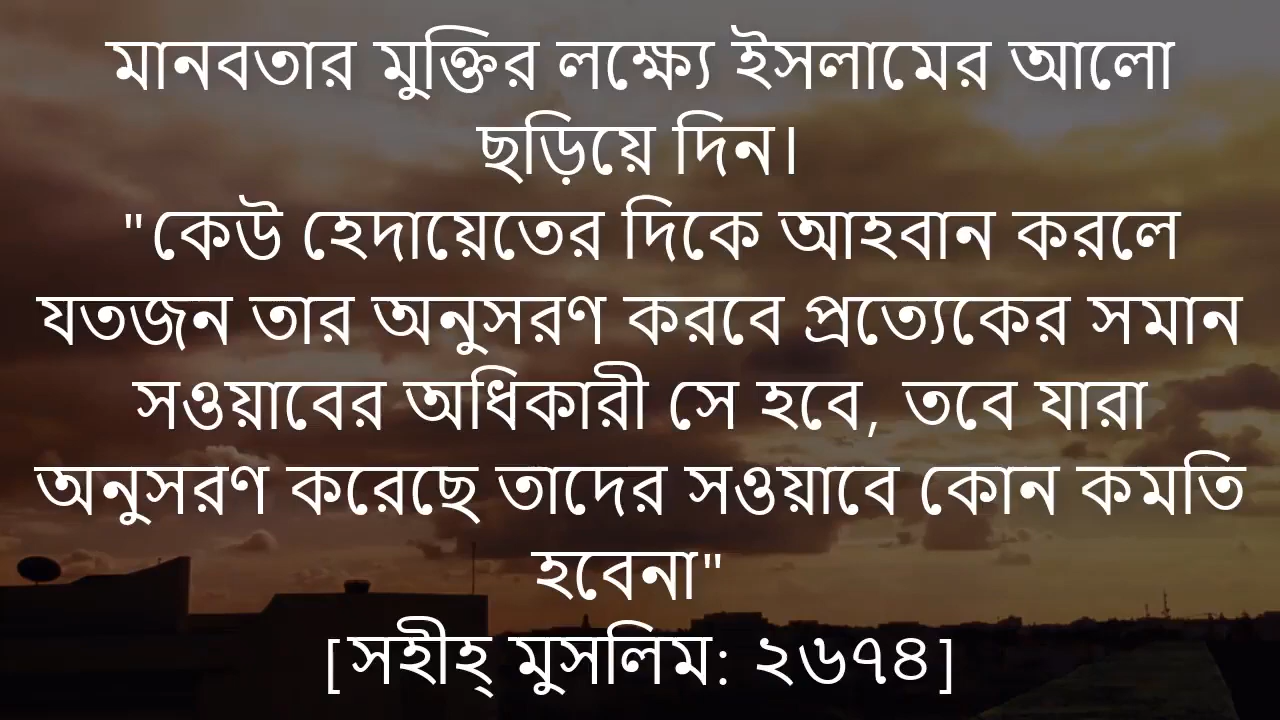 মানবতার মুক্তির লক্ষ্যে ইসলামের আলো
ছড়িয়ে দিন।
"কেউ হেদায়েতের দিকে আহবান করলে
যতজন তার অনুসরণ করবে প্রত্যেকের সমান
সওয়াবের অধিকারী সে হবে, তবে যারা
অনুসরণ করেছে তাদের সওয়াবে কোন কমতি
হবেনা"
[সহীহ্ মুসলিম: ২৬৭৪]